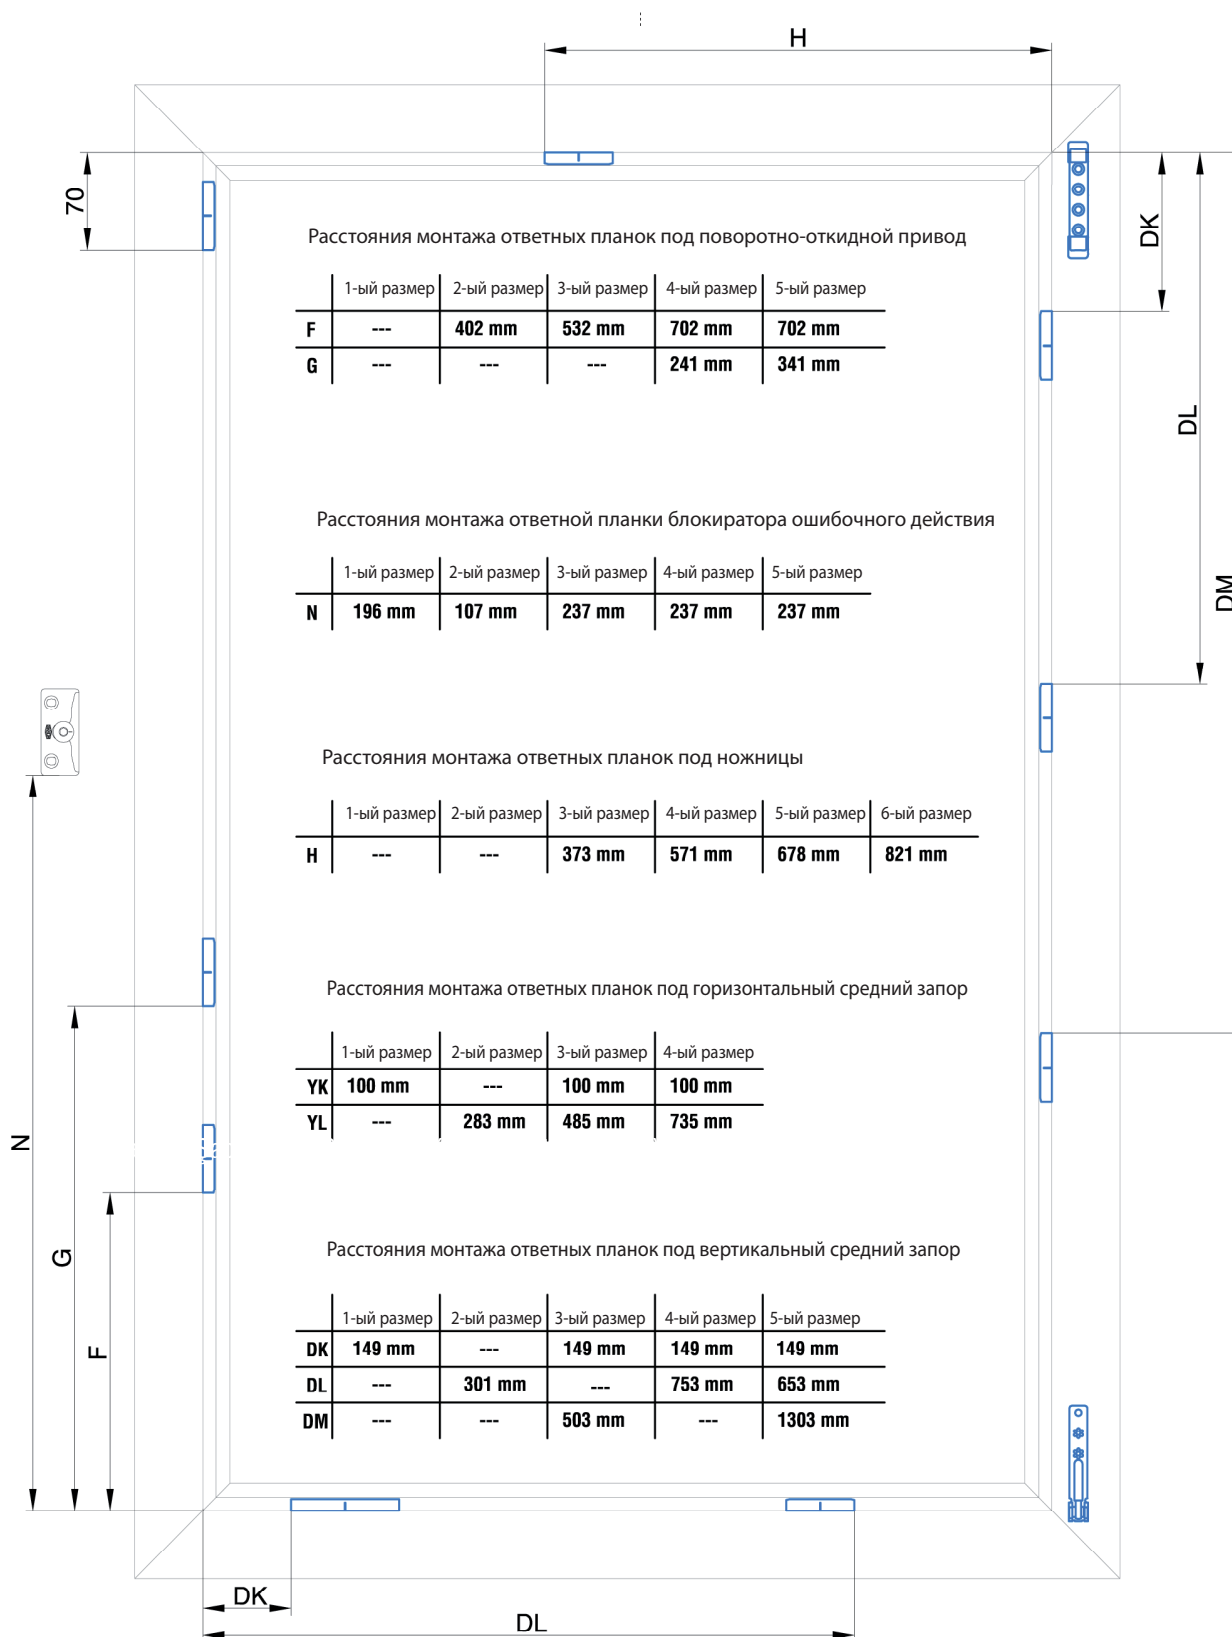 H
70
DK
Расстояния монтажа ответных планок под поворотно-откидной привод
1-ый размер 2-ый размер 3-ый размер 4-ый размер 5-ый размер
F --- 402 mm 532 mm 702 mm 702 mm
G --- --- --- 241 mm 341 mm
DL
Расстояния монтажа ответной планки блокиратора ошибочного действия
1-ый размер 2-ый размер 3-ый размер 4-ый размер 5-ый размер
N 196 mm 107 mm 237 mm 237 mm 237 mm
DM
Расстояния монтажа ответных планок под ножницы
1-ый размер 2-ый размер 3-ый размер 4-ый размер 5-ый размер 6-ый размер
H --- --- 373 mm 571 mm 678 mm 821 mm
Расстояния монтажа ответных планок под горизонтальный средний запор
1-ый размер 2-ый размер 3-ый размер 4-ый размер
YK 100 mm --- 100 mm 100 mm
YL --- 283 mm 485 mm 735 mm
N
G
F
Расстояния монтажа ответных планок под вертикальный средний запор
1-ый размер 2-ый размер 3-ый размер 4-ый размер 5-ый размер
DK 149 mm --- 149 mm 149 mm 149 mm
DL --- 301 mm --- 753 mm 653 mm
DM --- --- 503 mm --- 1303 mm
DK
DL